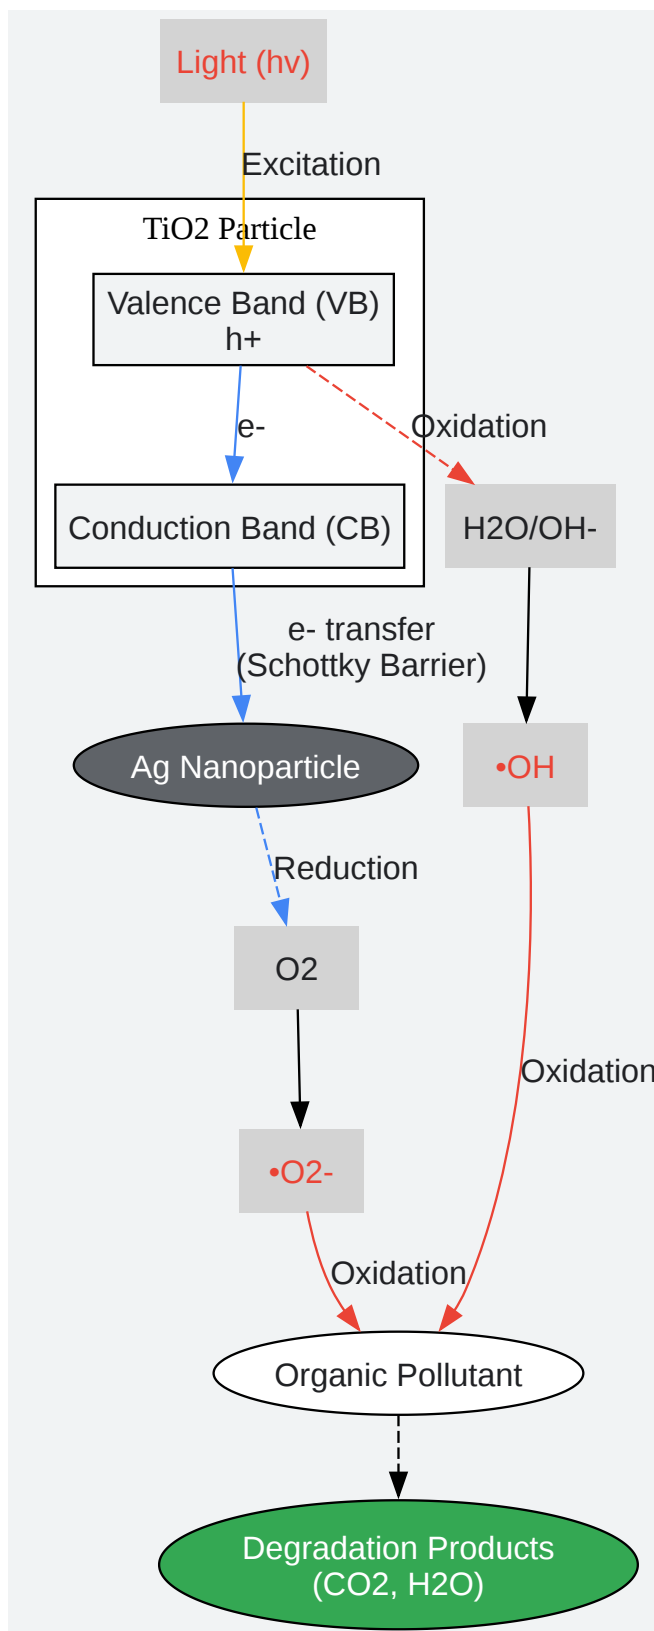 Light (hv)
Excitation
TiO2 Particle
Valence Band (VB)
h+
e-
Oxidation
Conduction Band (CB)
H2O/OH-
e- transfer
(Schottky Barrier)
Ag Nanoparticle
•OH
Reduction
O2
Oxidation
•O2-
Oxidation
Organic Pollutant
Degradation Products
(CO2, H2O)